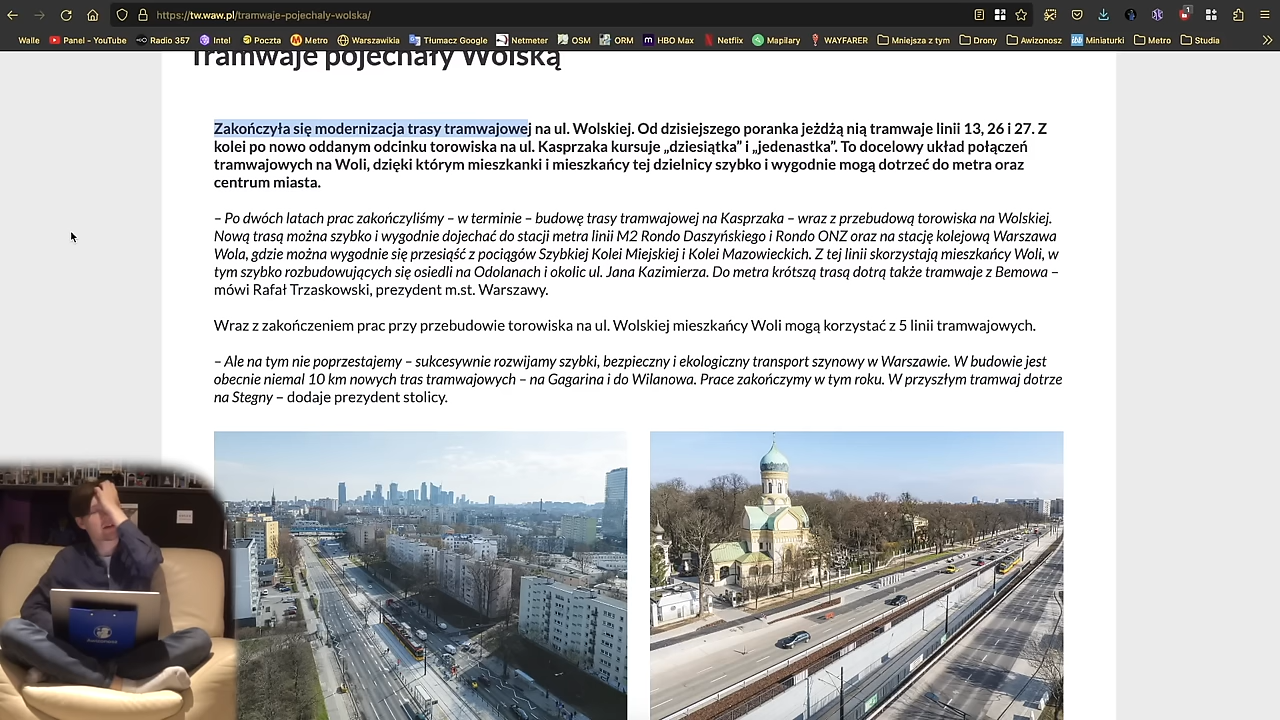 https://tw.waw.pl/tramwaje-pojechaly-wolska/
Walle Panel - YouTube Radio 357 Intel Poczta Metro Warszawikia Tłumacz Google Netmeter OSM ORM HBO Max Netflix Mapilary WAYFARER Mniejsza z tym Drony Awizonosz Miniaturki Metro Studia
Tramwaje pojechały Wolską
Zakończyła się modernizacja trasy tramwajowej na ul. Wolskiej. Od dzisiejszego poranka jeżdżą nią tramwaje linii 13, 26 i 27. Z
kolei po nowo oddanym odcinku torowiska na ul. Kasprzaka kursuje „dziesiątka” i „jedenastka”. To docelowy układ połączeń
tramwajowych na Woli, dzięki którym mieszkanki i mieszkańcy tej dzielnicy szybko i wygodnie mogą dotrzeć do metra oraz
centrum miasta.
– Po dwóch latach prac zakończyliśmy – w terminie – budowę trasy tramwajowej na Kasprzaka – wraz z przebudową torowiska na Wolskiej.
Nową trasą można szybko i wygodnie dojechać do stacji metra linii M2 Rondo Daszyńskiego i Rondo ONZ oraz na stację kolejową Warszawa
Wola, gdzie można wygodnie się przesiąść z pociągów Szybkiej Kolei Miejskiej i Kolei Mazowieckich. Z tej linii skorzystają mieszkańcy Woli, w
tym szybko rozbudowujących się osiedli na Odolanach i okolic ul. Jana Kazimierza. Do metra krótszą trasą dotrą także tramwaje z Bemowa –
mówi Rafał Trzaskowski, prezydent m.st. Warszawy.
Wraz z zakończeniem prac przy przebudowie torowiska na ul. Wolskiej mieszkańcy Woli mogą korzystać z 5 linii tramwajowych.
– Ale na tym nie poprzestajemy – sukcesywnie rozwijamy szybki, bezpieczny i ekologiczny transport szynowy w Warszawie. W budowie jest
obecnie niemal 10 km nowych tras tramwajowych – na Gagarina i do Wilanowa. Prace zakończymy w tym roku. W przyszłym tramwaj dotrze
na Stegny – dodaje prezydent stolicy.